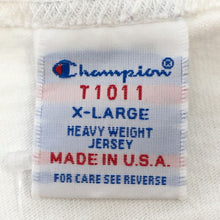 Champion
T1011
X-LARGE
HEAVY WEIGHT
JERSEY
MADE IN U.S.A.
FOR CARE SEE REVERSE